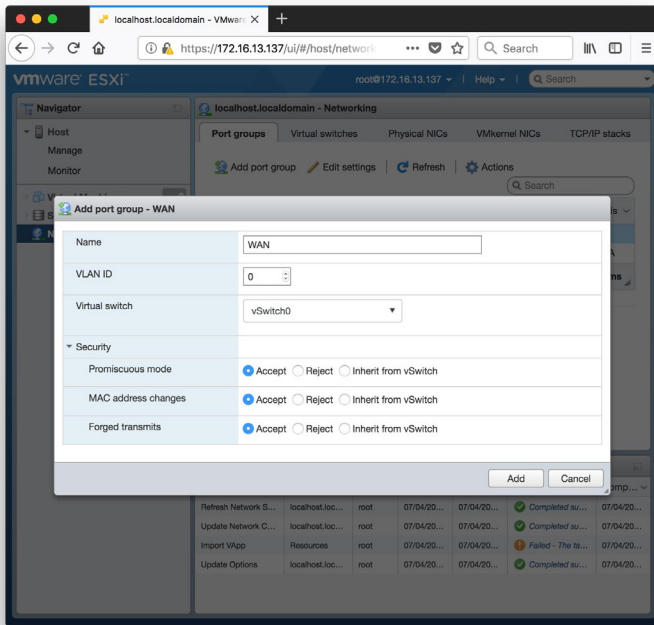 localhost.localdomain - VMware
https://172.16.13.137/ui/#/host/network
Search
vmware ESXi™
root@172.16.13.137
Help
Search
Navigator
localhost.localdomain - Networking
Host
Manage
Monitor
Port groups
Virtual switches
Physical NICs
VMkernel NICs
TCP/IP stacks
Add port group
Edit settings
Refresh
Actions
Search
Add port group - WAN
Name
WAN
VLAN ID
0
Virtual switch
vSwitch0
Security
Promiscuous mode
Accept Reject Inherit from vSwitch
MAC address changes
Accept Reject Inherit from vSwitch
Forged transmits
Accept Reject Inherit from vSwitch
Add
Cancel
Refresh Network S... localhost.loc... root 07/04/20... 07/04/20... Completed su... 07/04/20...
Update Network C... localhost.loc... root 07/04/20... 07/04/20... Completed su... 07/04/20...
Import VApp Resources root 07/04/20... 07/04/20... Failed - The ta... 07/04/20...
Update Options localhost.loc... root 07/04/20... 07/04/20... Completed su... 07/04/20...